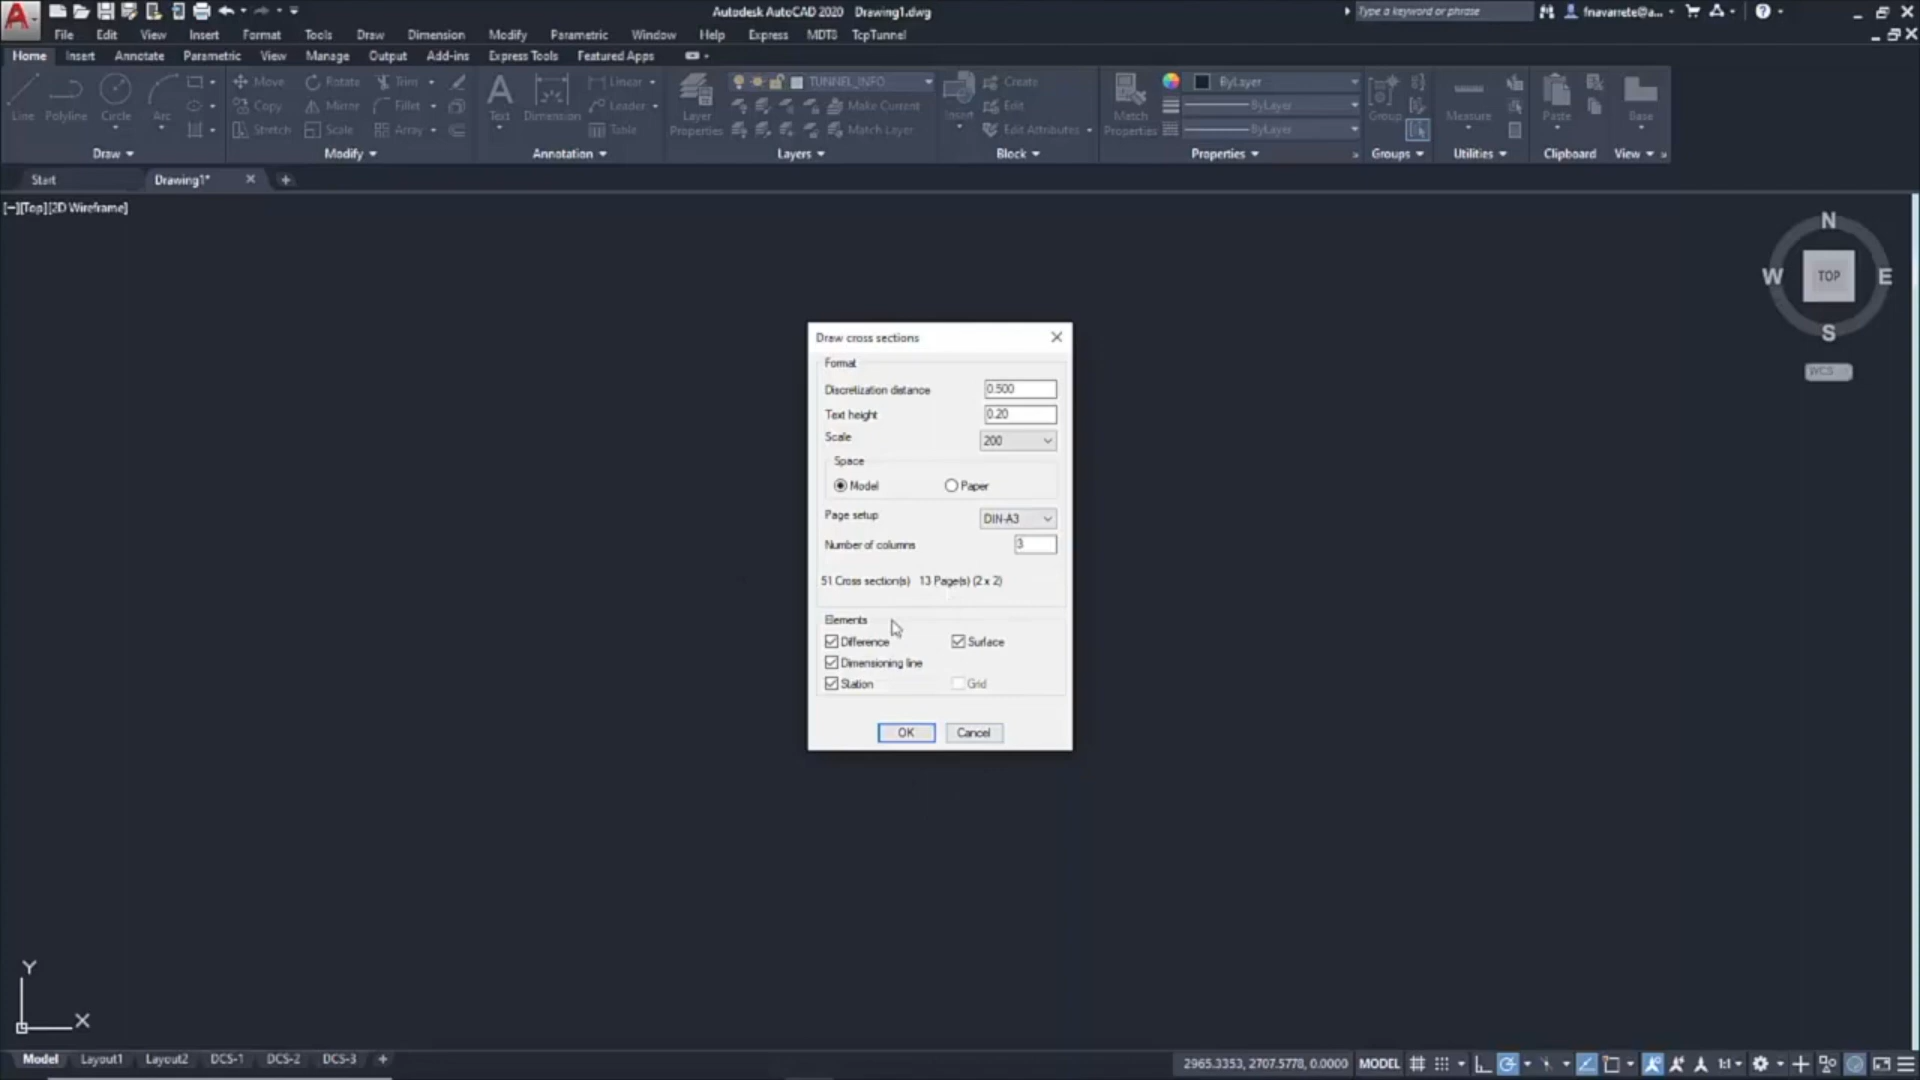 Autodesk AutoCAD 2020 Drawing1.dwg
Type a keyword or phrase
fnavarrete@a...
File Edit View Insert Format Tools Draw Dimension Modify Parametric Window Help Express MDT8 TcpTunnel
Home Insert Annotate Parametric View Manage Output Add-ins Express Tools Featured Apps
Line Polyline Circle Arc
Move Rotate Trim
Copy Mirror Fillet
Stretch Scale Array
Text Dimension
Linear
Leader
Table
Layer Properties
TUNNEL_INFO
Make Current
Match Layer
Insert
Create
Edit
Edit Attributes
Match Properties
ByLayer
ByLayer
ByLayer
Group
Measure
Paste
Base
Draw Modify Annotation Layers Block Properties Groups Utilities Clipboard View
Start Drawing1*
[−][Top][2D Wireframe]
N
W TOP E
S
WCS
Draw cross sections
Format
Discretization distance 0.500
Text height 0.20
Scale 200
Space
Model Paper
Page setup DIN-A3
Number of columns 3
51 Cross section(s) 13 Page(s) (2 x 2)
Elements
Difference Surface
Dimensioning line
Station Grid
OK Cancel
Y
X
Model Layout1 Layout2 DCS-1 DCS-2 DCS-3 +
2965.3353, 2707.5778, 0.0000 MODEL 1:1